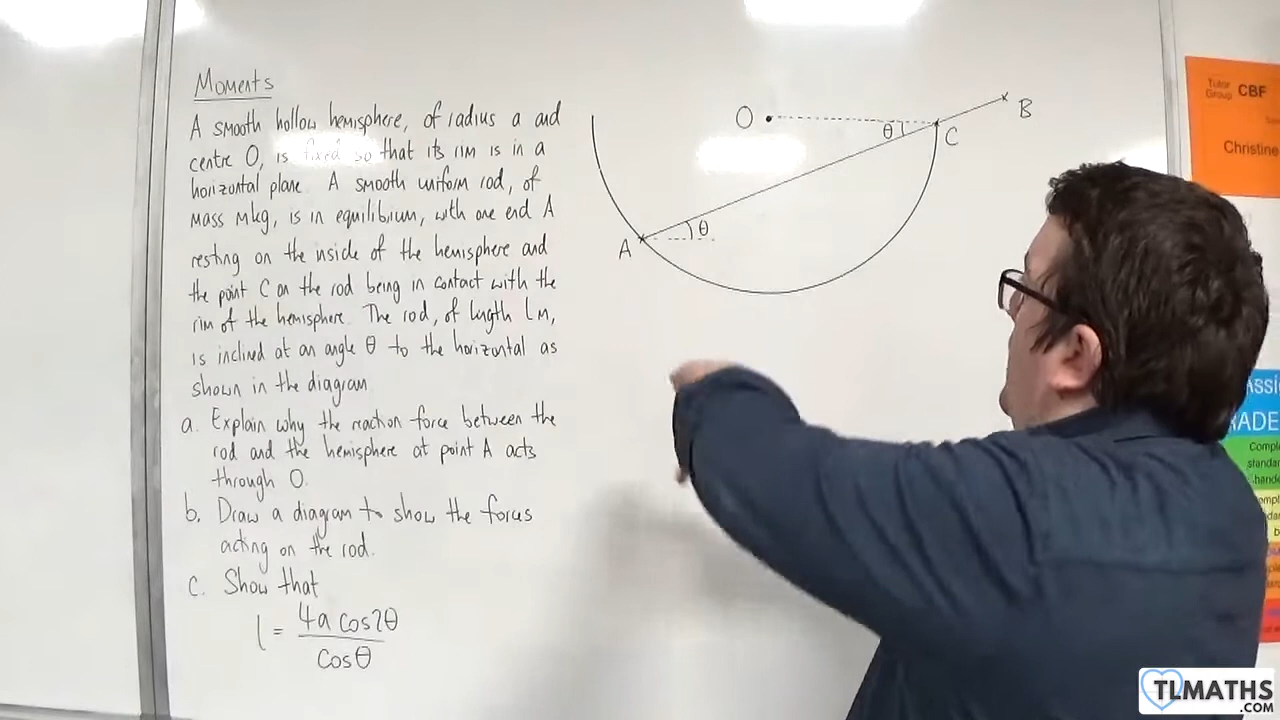 Moments
A smooth hollow hemisphere, of radius a and
centre O, is fixed so that its rim is in a
horizontal plane. A smooth uniform rod, of
mass m kg, is in equilibrium, with one end A
resting on the inside of the hemisphere and
the point C on the rod being in contact with the
rim of the hemisphere. The rod, of length l m,
is inclined at an angle θ to the horizontal as
shown in the diagram.
a. Explain why the reaction force between the
rod and the hemisphere at point A acts
through O.
b. Draw a diagram to show the forces
acting on the rod.
c. Show that
l = 4a cos2θ
cosθ
O
θ
B
C
A
θ
Tutor
Group CBF
Christine
TLMATHS
.COM